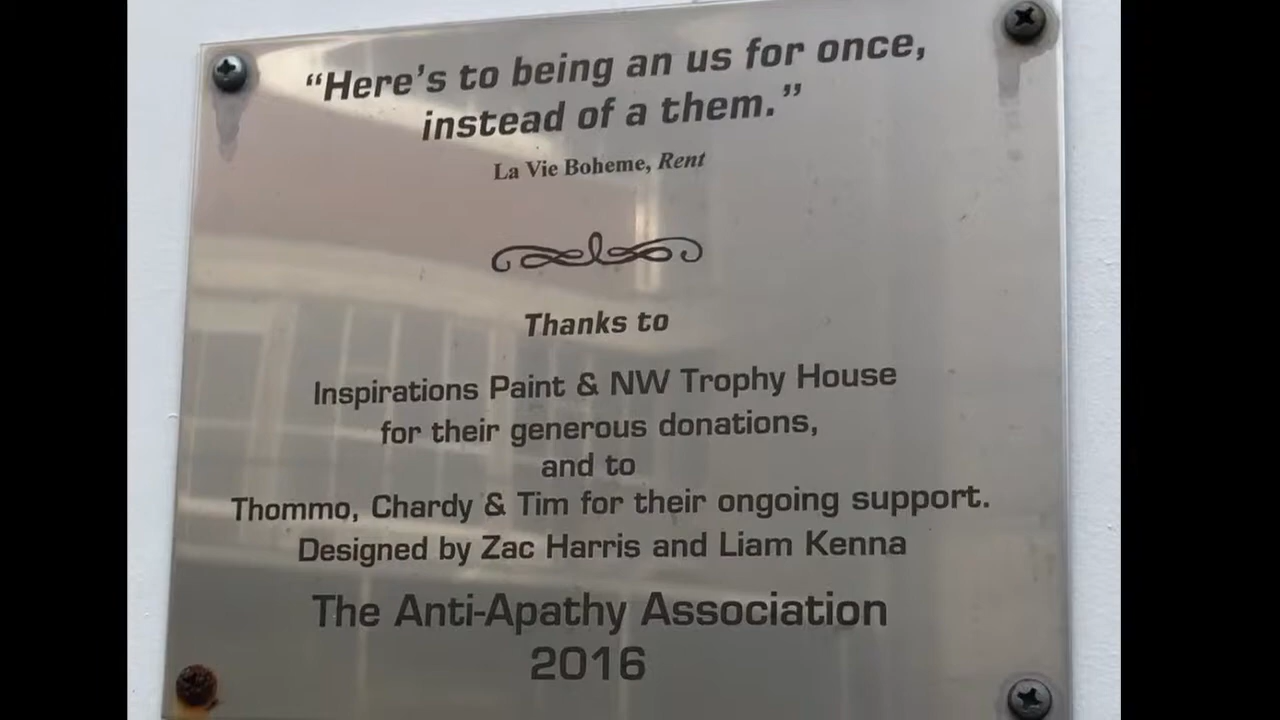 “Here’s to being an us for once,
instead of a them.”
La Vie Boheme, Rent
Thanks to
Inspirations Paint & NW Trophy House
for their generous donations,
and to
Thommo, Chardy & Tim for their ongoing support.
Designed by Zac Harris and Liam Kenna
The Anti-Apathy Association
2016